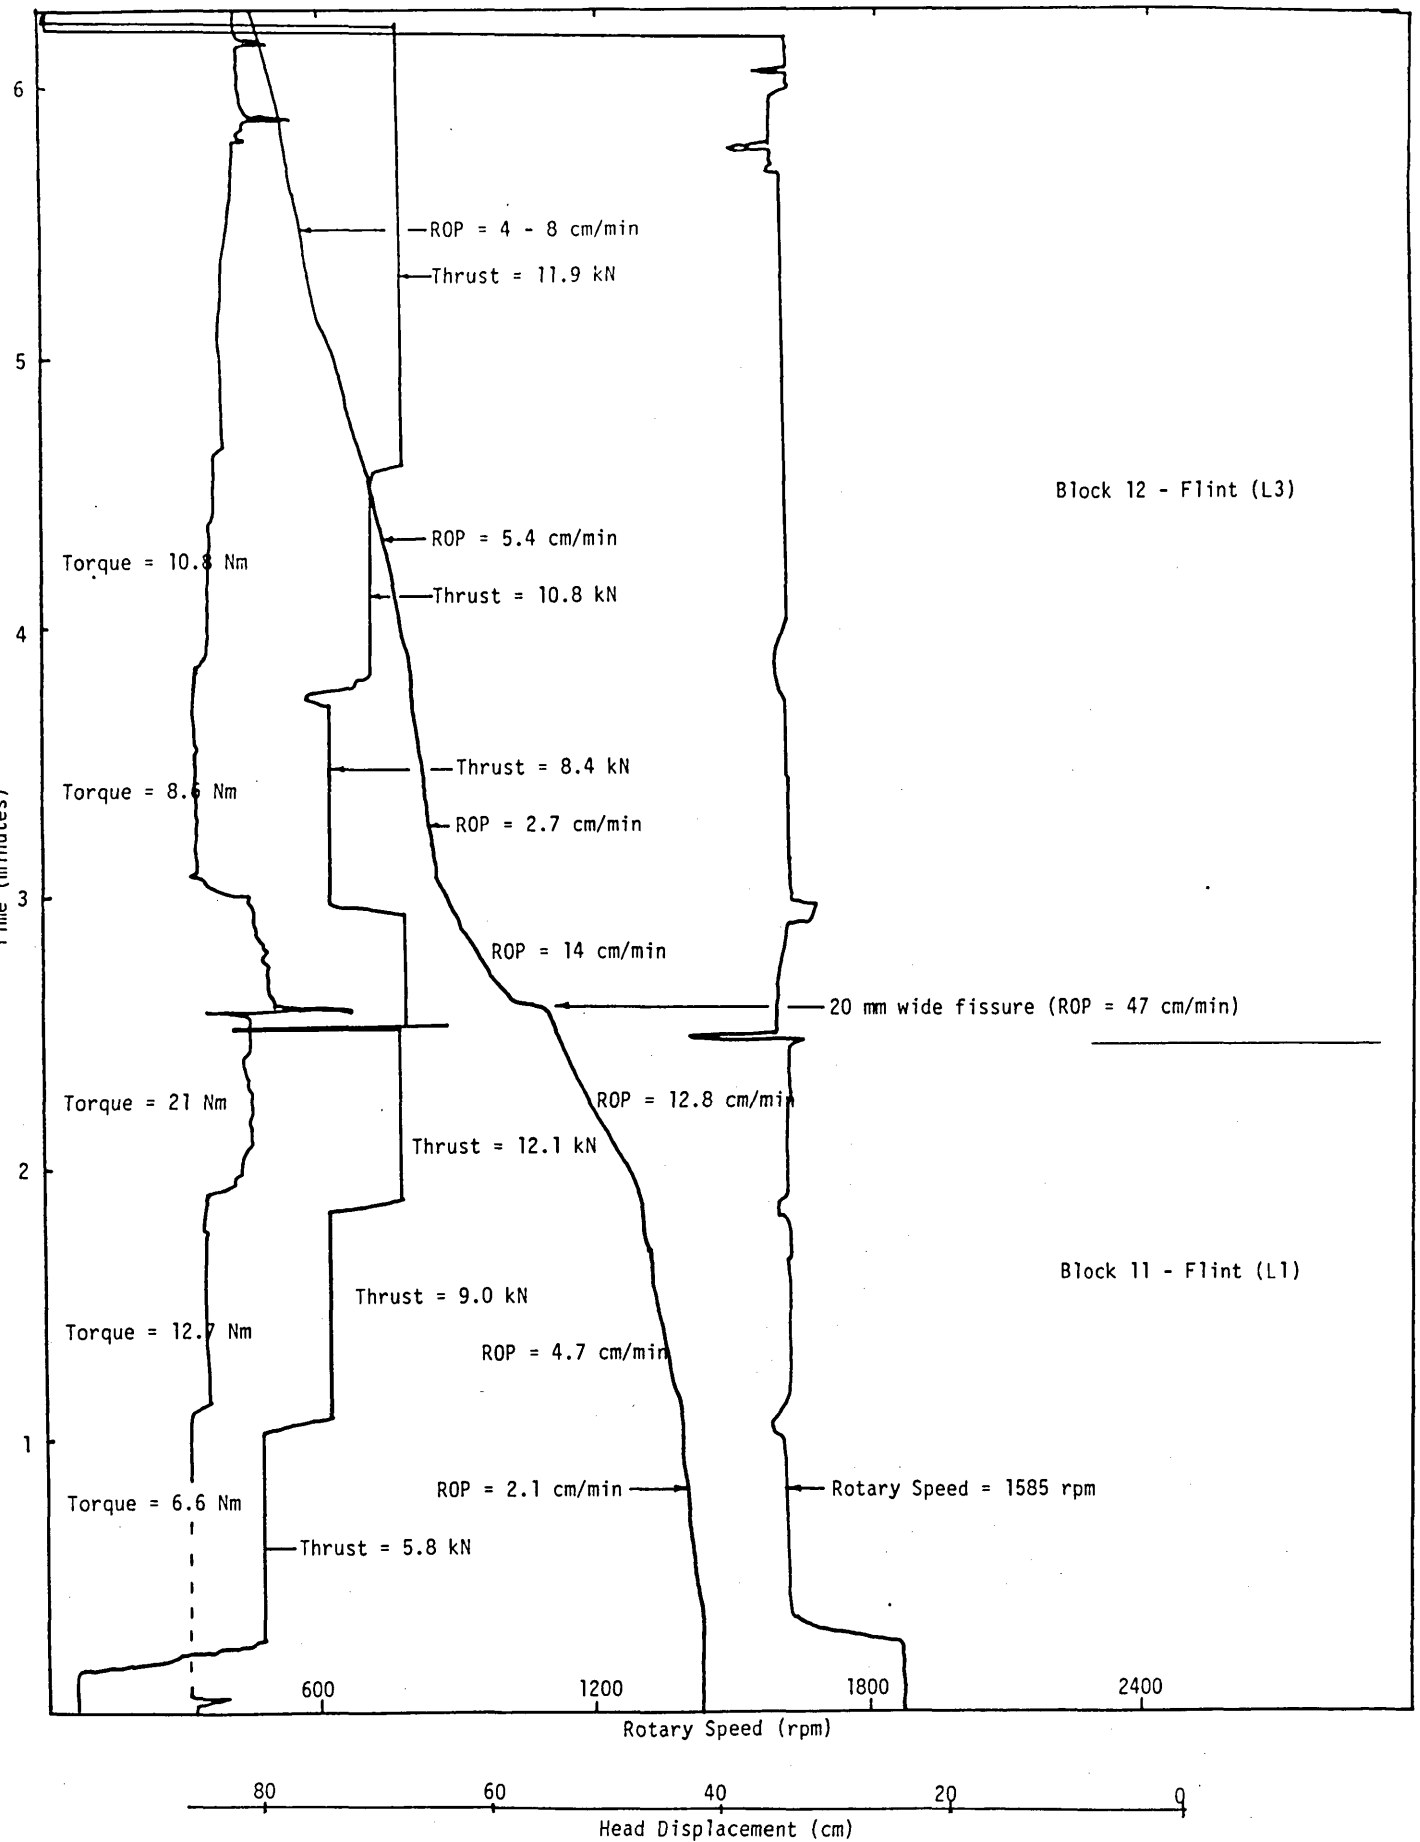 6
ROP = 4 - 8 cm/min
Thrust = 11.9 kN
5
Block 12 - Flint (L3)
ROP = 5.4 cm/min
Torque = 10.8 Nm
Thrust = 10.8 kN
4
Thrust = 8.4 kN
Torque = 8.6 Nm
ROP = 2.7 cm/min
Time (minutes)
3
ROP = 14 cm/min
20 mm wide fissure (ROP = 47 cm/min)
ROP = 12.8 cm/min
Torque = 21 Nm
Thrust = 12.1 kN
2
Block 11 - Flint (L1)
Thrust = 9.0 kN
Torque = 12.7 Nm
ROP = 4.7 cm/min
1
ROP = 2.1 cm/min
Rotary Speed = 1585 rpm
Torque = 6.6 Nm
Thrust = 5.8 kN
600 1200 1800 2400
Rotary Speed (rpm)
80 60 40 20 0
Head Displacement (cm)